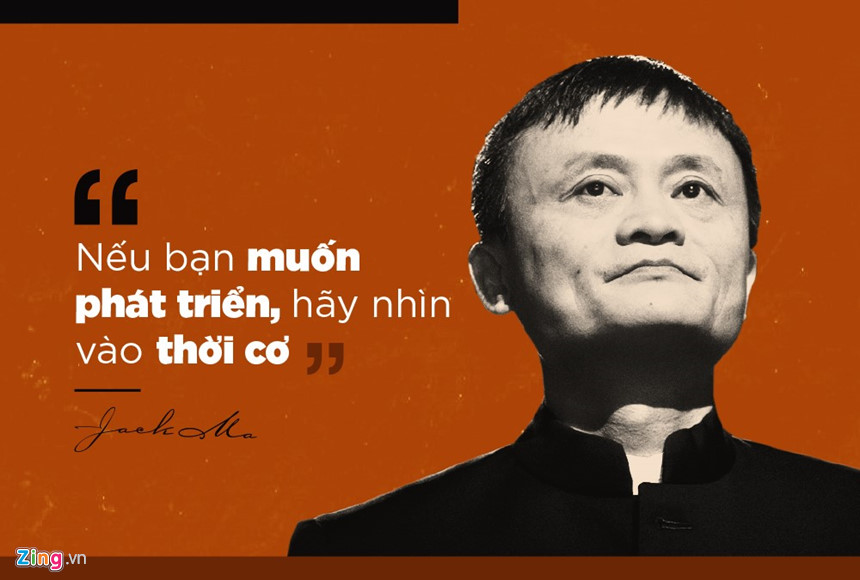 “
Nếu bạn muốn
phát triển, hãy nhìn
vào thời cơ ”
Jack Ma
Zing.vn